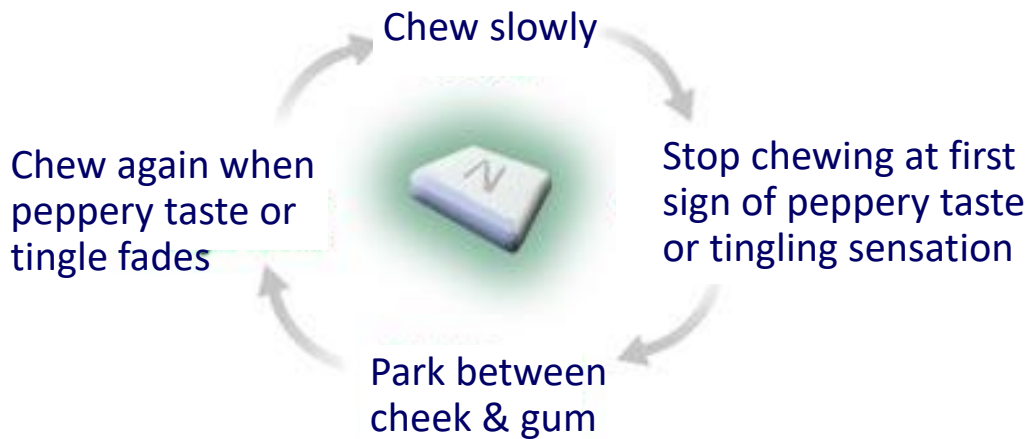 Chew slowly
Stop chewing at first
sign of peppery taste
or tingling sensation
Park between
cheek & gum
Chew again when
peppery taste or
tingle fades
N